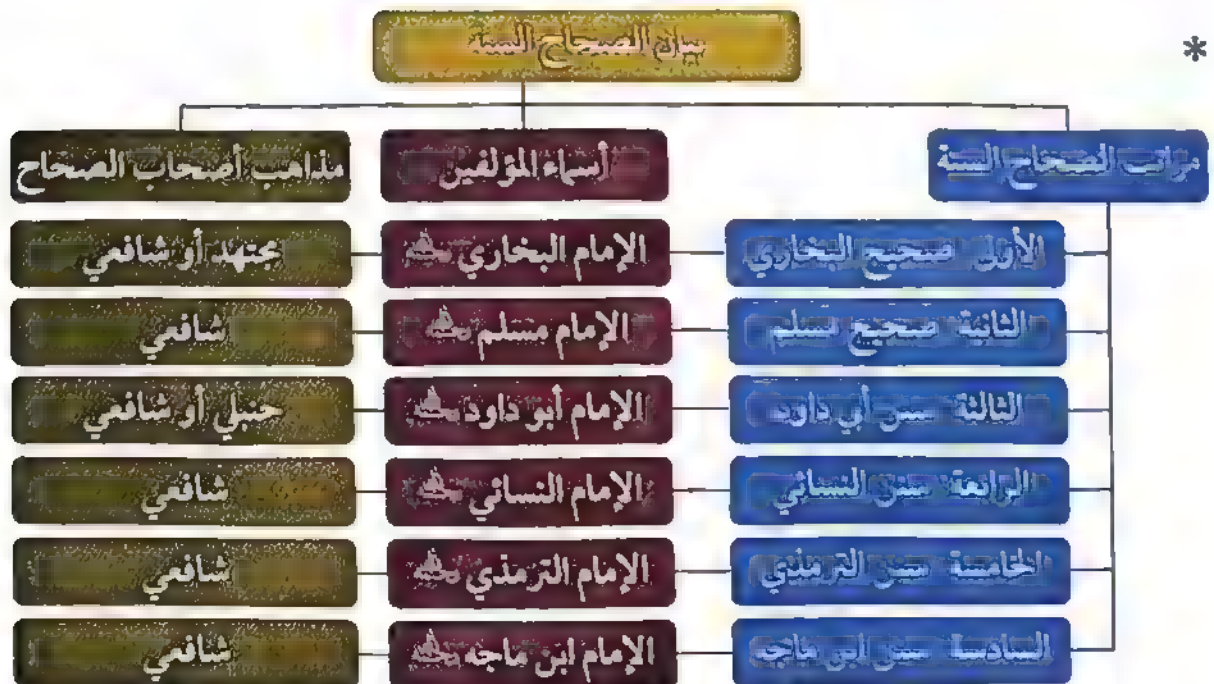 بيان الصحاح الستة
*
مراتب الصحاح الستة
أسماء المؤلفين
مذاهب أصحاب الصحاح
الأولى صحيح البخاري
الإمام البخاري
مجتهد أو شافعي
الثانية صحيح مسلم
الإمام مسلم
شافعي
الثالثة سنن أبي داود
الإمام أبو داود
حنبلي أو شافعي
الرابعة سنن النسائي
الإمام النسائي
شافعي
الخامسة سنن الترمذي
الإمام الترمذي
شافعي
السادسة سنن ابن ماجه
الإمام ابن ماجه
شافعي